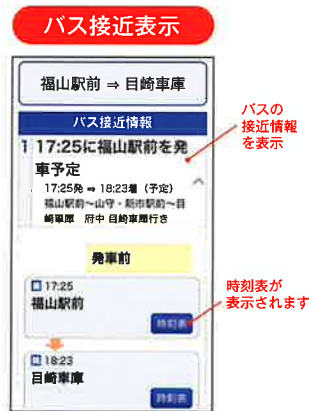 バス接近表示
福山駅前 ⇒ 目崎車庫
バス接近情報
1 17:25に福山駅前を発
車予定
17:25発 ⇒ 18:23着（予定）
福山駅前～山守・新市駅前～目
崎車庫 府中 目崎車庫行き
発車前
17:25
福山駅前
時刻表
18:23
目崎車庫
時刻表
バスの
接近情報
を表示
時刻表が
表示されます